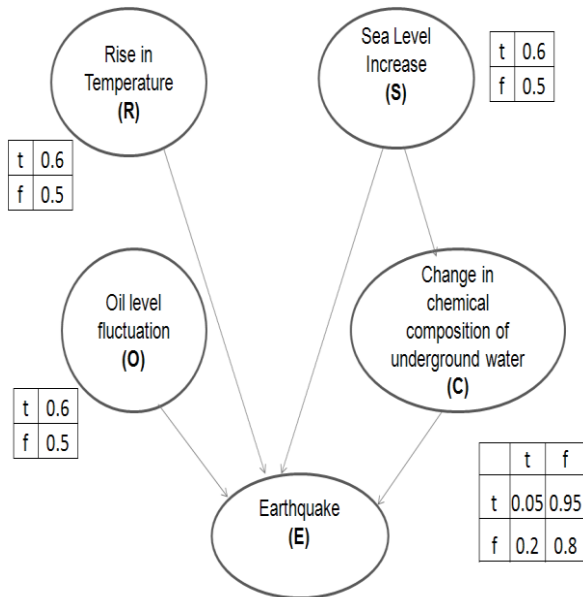 Rise in
Temperature
(R)
t 0.6
f 0.5
Sea Level
Increase
(S)
t 0.6
f 0.5
Oil level
fluctuation
(O)
t 0.6
f 0.5
Change in
chemical
composition of
underground water
(C)
t f
t 0.05 0.95
f 0.2 0.8
Earthquake
(E)